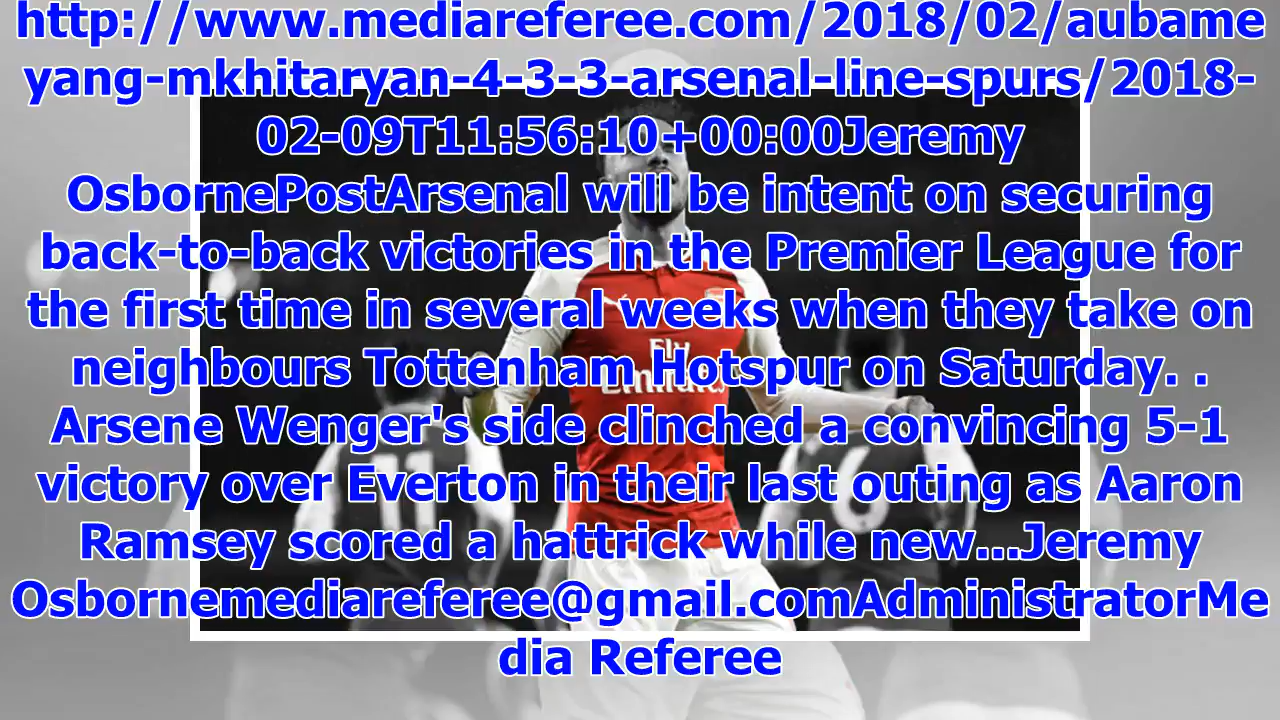 http://www.mediareferee.com/2018/02/aubame
yang-mkhitaryan-4-3-3-arsenal-line-spurs/2018-
02-09T11:56:10+00:00Jeremy
OsbornePostArsenal will be intent on securing
back-to-back victories in the Premier League for
the first time in several weeks when they take on
neighbours Tottenham Hotspur on Saturday. .
Arsene Wenger's side clinched a convincing 5-1
victory over Everton in their last outing as Aaron
Ramsey scored a hattrick while new...Jeremy
Osbornemediareferee@gmail.comAdministratorMe
dia Referee
Fly
Emirates
11
6